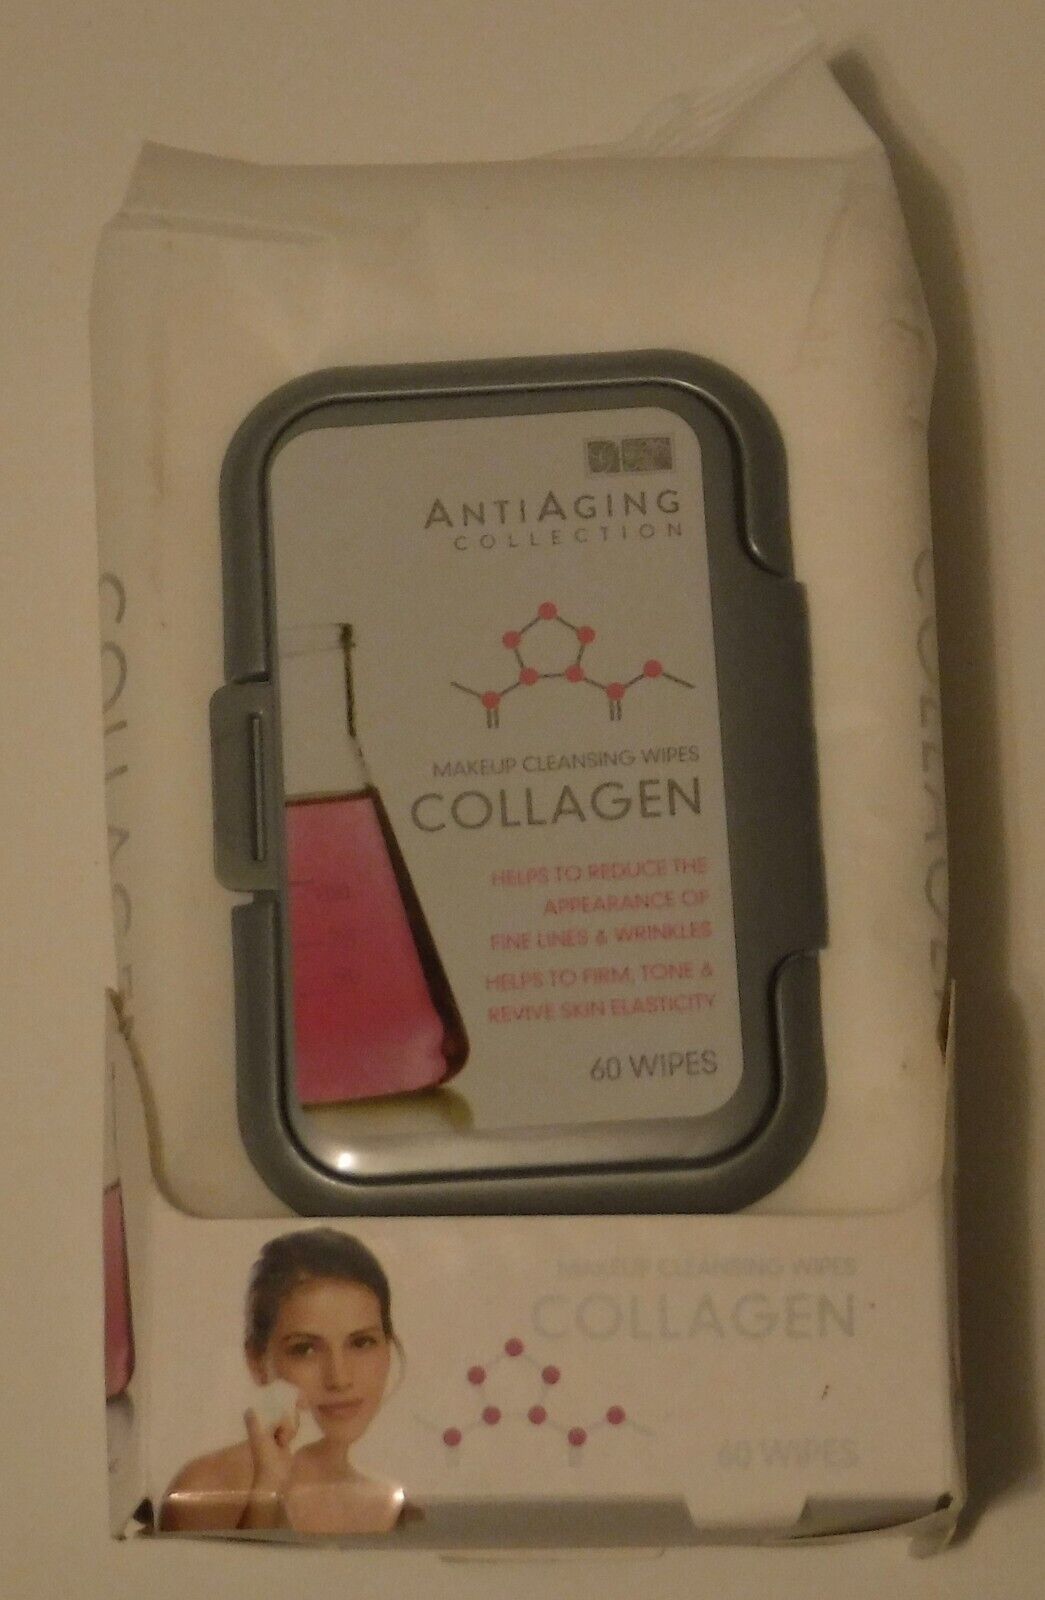 ANTIAGING
COLLECTION
MAKEUP CLEANSING WIPES
COLLAGEN
HELPS TO REDUCE THE
APPEARANCE OF
FINE LINES & WRINKLES
HELPS TO FIRM, TONE &
REVIVE SKIN ELASTICITY
60 WIPES
COLLAGEN
COLLAGEN
MAKEUP CLEANSING WIPES
COLLAGEN
60 WIPES